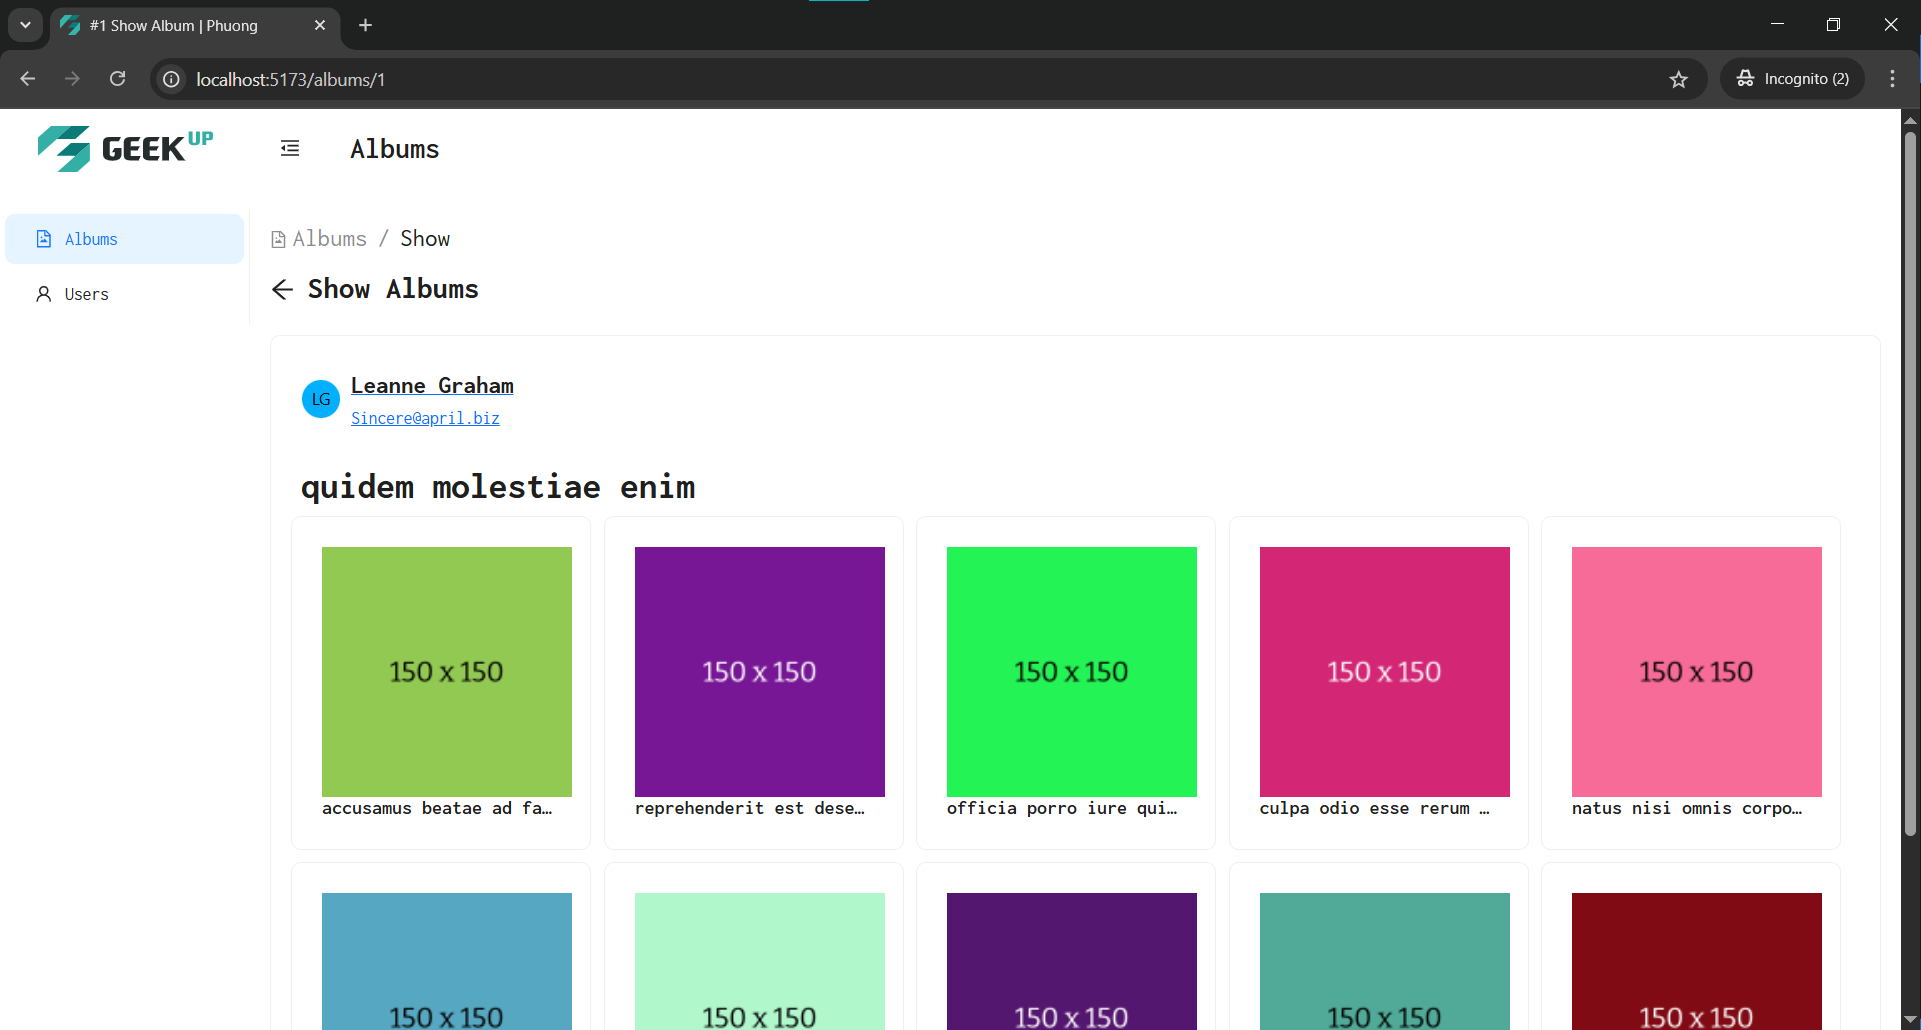 #1 Show Album | Phuong
localhost:5173/albums/1
Incognito (2)
GEEK UP
Albums
Albums
Users
Albums / Show
Show Albums
LG
Leanne Graham
Sincere@april.biz
quidem molestiae enim
150 x 150
150 x 150
150 x 150
150 x 150
150 x 150
accusamus beatae ad fa…
reprehenderit est dese…
officia porro iure qui…
culpa odio esse rerum …
natus nisi omnis corpo…
150 x 150
150 x 150
150 x 150
150 x 150
150 x 150